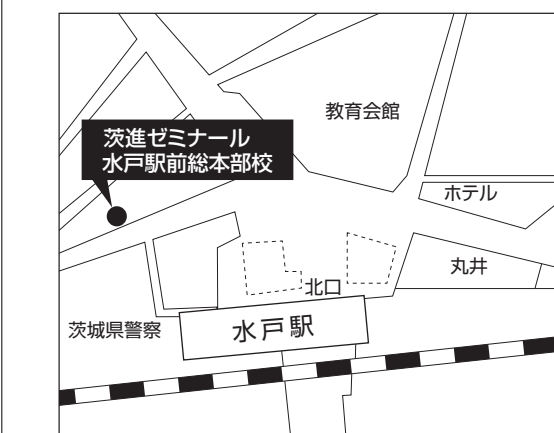 教育会館
茨進ゼミナール
水戸駅前総本部校
ホテル
丸井
北口
水戸駅
茨城県警察